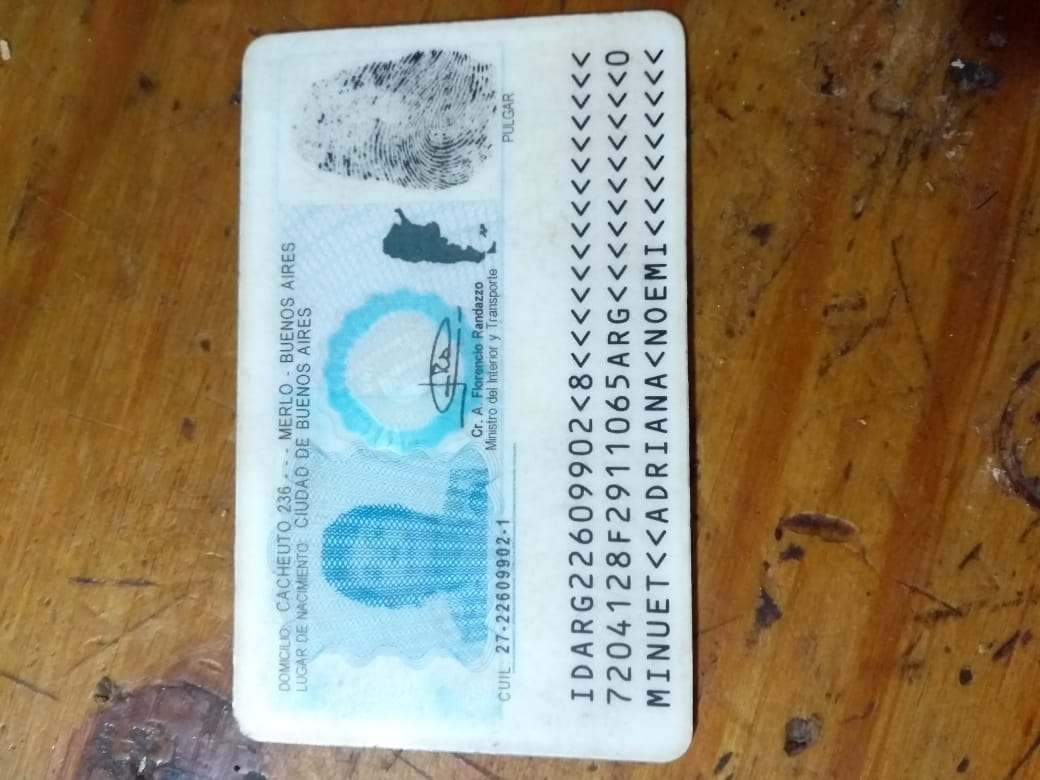 DOMICILIO: CACHEUTO 236 - - - MERLO - BUENOS AIRES
LUGAR DE NACIMIENTO: CIUDAD DE BUENOS AIRES
Cr. A. Florencio Randazzo
Ministro del Interior y Transporte
PULGAR
CUIL: 27-22609902-1
IDARG22609902<8<<<<<<<<<<<<<<<
7204128F2911065ARG<<<<<<<<<<<0
MINUET<<ADRIANA<NOEMI<<<<<<<<<